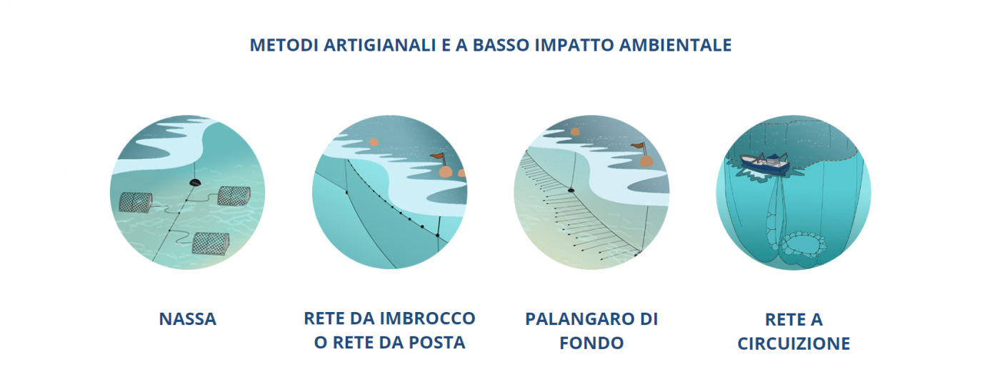 METODI ARTIGIANALI E A BASSO IMPATTO AMBIENTALE
NASSA
RETE DA IMBROCCO
O RETE DA POSTA
PALANGARO DI
FONDO
RETE A
CIRCUIZIONE